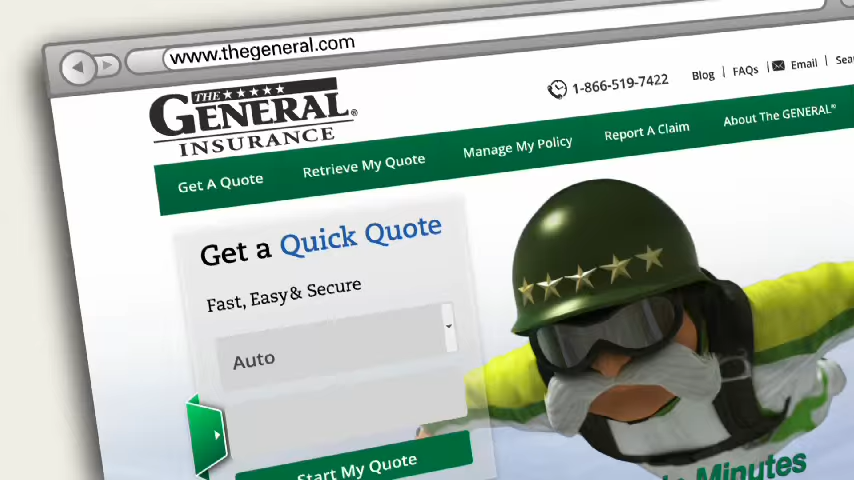 www.thegeneral.com
THE
GENERAL®
INSURANCE
1-866-519-7422
Blog | FAQs | Email |
Get A Quote Retrieve My Quote Manage My Policy Report A Claim About The GENERAL®
Get a Quick Quote
Fast, Easy & Secure
Auto
Start My Quote
Minutes